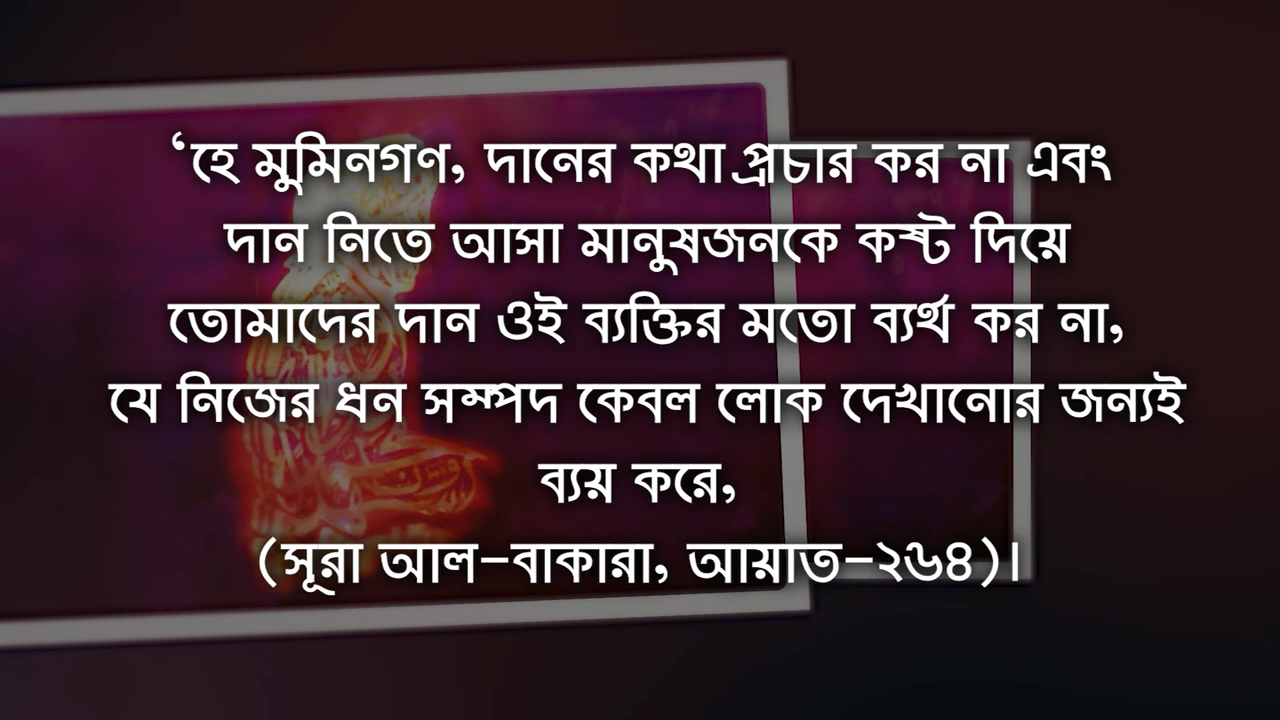 ‘হে মুমিনগণ, দানের কথা প্রচার কর না এবং
দান নিতে আসা মানুষজনকে কষ্ট দিয়ে
তোমাদের দান ওই ব্যক্তির মতো ব্যর্থ কর না,
যে নিজের ধন সম্পদ কেবল লোক দেখানোর জন্যই
ব্যয় করে,
(সূরা আল-বাকারা, আয়াত-২৬৪)।